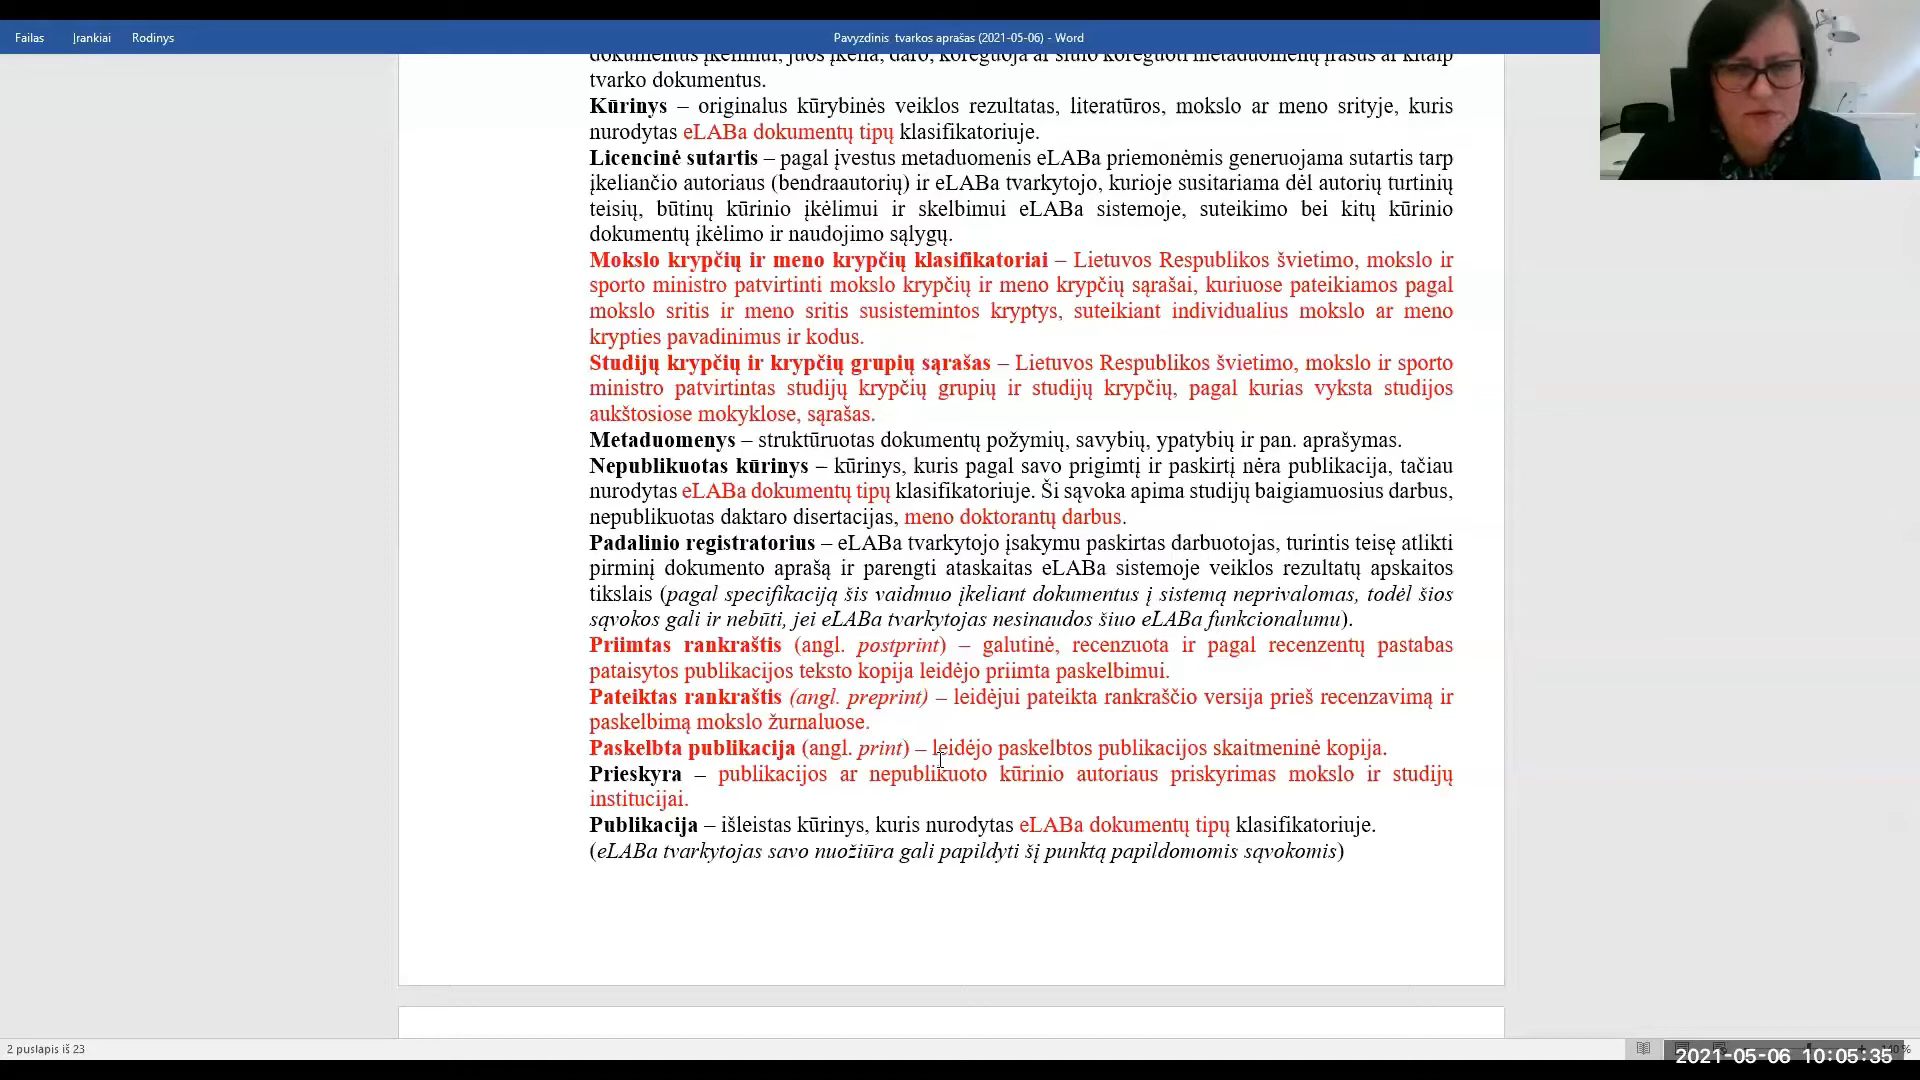 Failas Įrankiai Rodinys Pavyzdinis tvarkos aprašas (2021-05-06) - Word
dokumentus įkėlimui, juos įkelia, daro, koreguoja ar siūlo koreguoti metaduomenų įrašus ar kitaip
tvarko dokumentus.
Kūrinys – originalus kūrybinės veiklos rezultatas, literatūros, mokslo ar meno srityje, kuris
nurodytas eLABa dokumentų tipų klasifikatoriuje.
Licencinė sutartis – pagal įvestus metaduomenis eLABa priemonėmis generuojama sutartis tarp
įkeliančio autoriaus (bendraautorių) ir eLABa tvarkytojo, kurioje susitariama dėl autorių turtinių
teisių, būtinų kūrinio įkėlimui ir skelbimui eLABa sistemoje, suteikimo bei kitų kūrinio
dokumentų įkėlimo ir naudojimo sąlygų.
Mokslo krypčių ir meno krypčių klasifikatoriai – Lietuvos Respublikos švietimo, mokslo ir
sporto ministro patvirtinti mokslo krypčių ir meno krypčių sąrašai, kuriuose pateikiamos pagal
mokslo sritis ir meno sritis susistemintos kryptys, suteikiant individualius mokslo ar meno
krypties pavadinimus ir kodus.
Studijų krypčių ir krypčių grupių sąrašas – Lietuvos Respublikos švietimo, mokslo ir sporto
ministro patvirtintas studijų krypčių grupių ir studijų krypčių, pagal kurias vyksta studijos
aukštosiose mokyklose, sąrašas.
Metaduomenys – struktūruotas dokumentų požymių, savybių, ypatybių ir pan. aprašymas.
Nepublikuotas kūrinys – kūrinys, kuris pagal savo prigimtį ir paskirtį nėra publikacija, tačiau
nurodytas eLABa dokumentų tipų klasifikatoriuje. Ši sąvoka apima studijų baigiamuosius darbus,
nepublikuotas daktaro disertacijas, meno doktorantų darbus.
Padalinio registratorius – eLABa tvarkytojo įsakymu paskirtas darbuotojas, turintis teisę atlikti
pirminį dokumento aprašą ir parengti ataskaitas eLABa sistemoje veiklos rezultatų apskaitos
tikslais (pagal specifikaciją šis vaidmuo įkeliant dokumentus į sistemą neprivalomas, todėl šios
sąvokos gali ir nebūti, jei eLABa tvarkytojas nesinaudos šiuo eLABa funkcionalumu).
Priimtas rankraštis (angl. postprint) – galutinė, recenzuota ir pagal recenzentų pastabas
pataisytos publikacijos teksto kopija leidėjo priimta paskelbimui.
Pateiktas rankraštis (angl. preprint) – leidėjui pateikta rankraščio versija prieš recenzavimą ir
paskelbimą mokslo žurnaluose.
Paskelbta publikacija (angl. print) – leidėjo paskelbtos publikacijos skaitmeninė kopija.
Prieskyra – publikacijos ar nepublikuoto kūrinio autoriaus priskyrimas mokslo ir studijų
institucijai.
Publikacija – išleistas kūrinys, kuris nurodytas eLABa dokumentų tipų klasifikatoriuje.
(eLABa tvarkytojas savo nuožiūra gali papildyti šį punktą papildomomis sąvokomis)
2 puslapis iš 23
2021-05-06 10:05:35